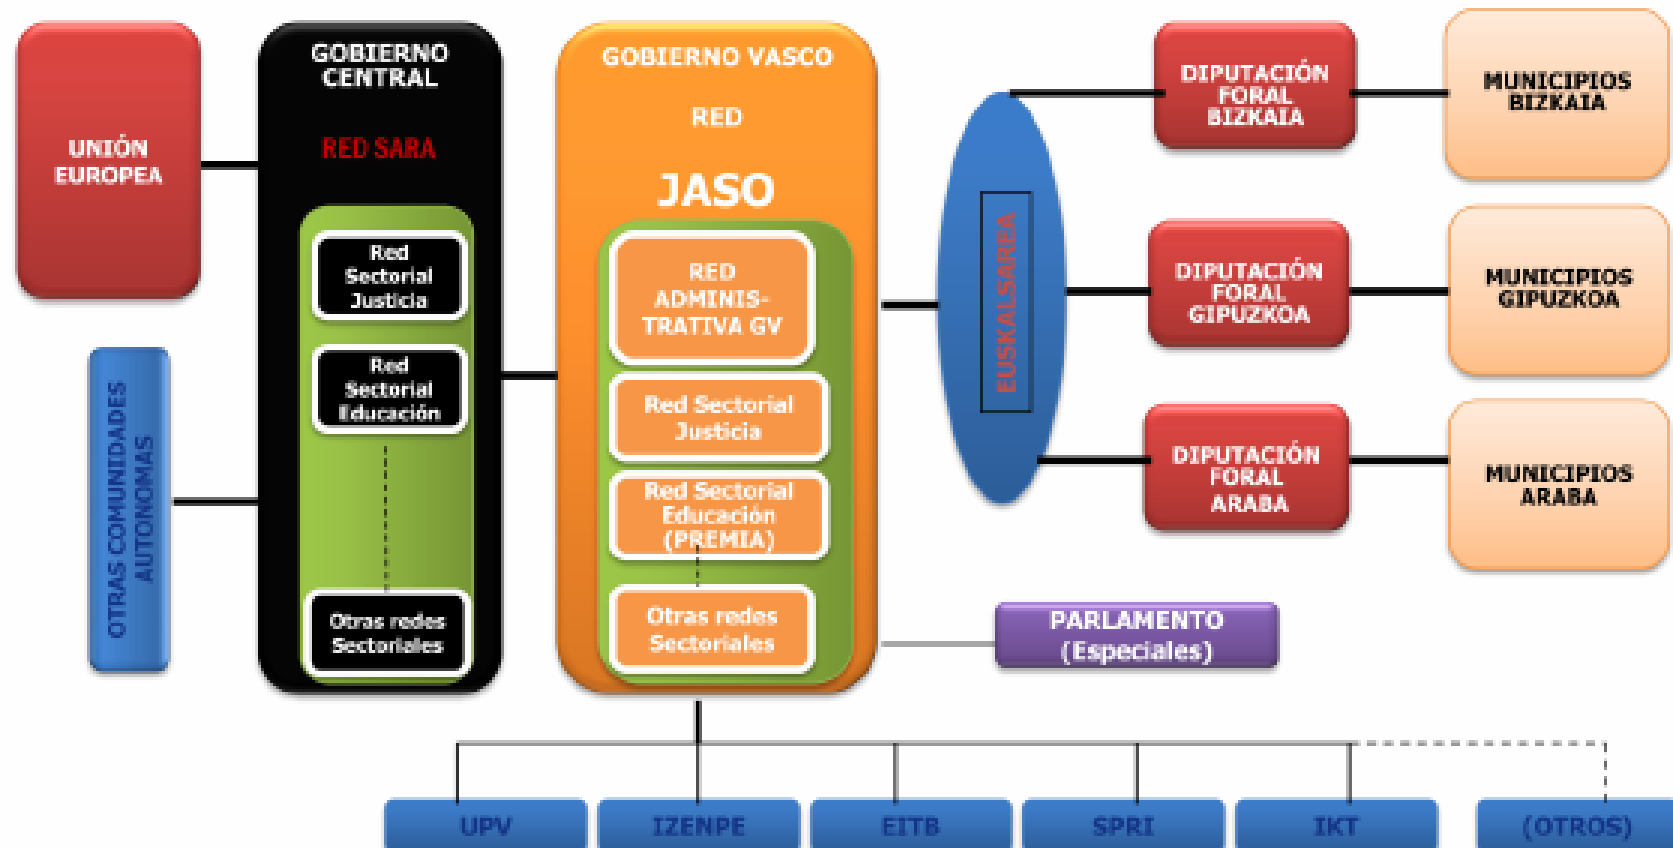 UNIÓN
EUROPEA
OTRAS COMUNIDADES
AUTONOMAS
GOBIERNO
CENTRAL
RED SARA
Red
Sectorial
Justicia
Red
Sectorial
Educación
Otras redes
Sectoriales
GOBIERNO VASCO
RED
JASO
RED
ADMINIS-
TRATIVA GV
Red Sectorial
Justicia
Red Sectorial
Educación
(PREMIA)
Otras redes
Sectoriales
EUSKALSAREA
DIPUTACIÓN
FORAL
BIZKAIA
MUNICIPIOS
BIZKAIA
DIPUTACIÓN
FORAL
GIPUZKOA
MUNICIPIOS
GIPUZKOA
DIPUTACIÓN
FORAL
ARABA
MUNICIPIOS
ARABA
PARLAMENTO
(Especiales)
UPV
IZENPE
EITB
SPRI
IKT
(OTROS)